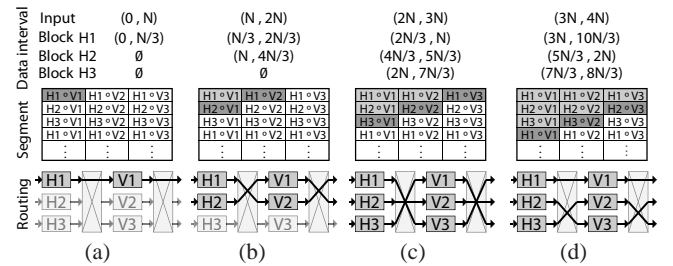 Data interval
Input (0 , N) (N , 2N) (2N , 3N) (3N , 4N)
Block H1 (0 , N/3) (N/3 , 2N/3) (2N/3 , N) (3N , 10N/3)
Block H2 Ø (N , 4N/3) (4N/3 , 5N/3) (5N/3 , 2N)
Block H3 Ø Ø (2N , 7N/3) (7N/3 , 8N/3)
Segment
H1∘V1 H1∘V2 H1∘V3 H1∘V1 H1∘V2 H1∘V3 H1∘V1 H1∘V2 H1∘V3 H1∘V1 H1∘V2 H1∘V3
H2∘V1 H2∘V2 H2∘V3 H2∘V1 H2∘V2 H2∘V3 H2∘V1 H2∘V2 H2∘V3 H2∘V1 H2∘V2 H2∘V3
H3∘V1 H3∘V2 H3∘V3 H3∘V1 H3∘V2 H3∘V3 H3∘V1 H3∘V2 H3∘V3 H3∘V1 H3∘V2 H3∘V3
H1∘V1 H1∘V2 H1∘V3 H1∘V1 H1∘V2 H1∘V3 H1∘V1 H1∘V2 H1∘V3 H1∘V1 H1∘V2 H1∘V3
⋮ ⋮ ⋮ ⋮ ⋮ ⋮ ⋮ ⋮ ⋮ ⋮ ⋮ ⋮
Routing
H1 V1 H1 V1 H1 V1 H1 V1
H2 V2 H2 V2 H2 V2 H2 V2
H3 V3 H3 V3 H3 V3 H3 V3
(a) (b) (c) (d)